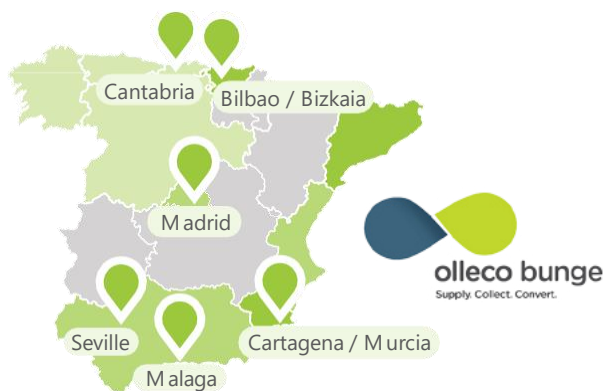 Cantabria
Bilbao / Bizkaia
Madrid
olleco bunge
Supply. Collect. Convert.
Seville
Cartagena / Murcia
Malaga